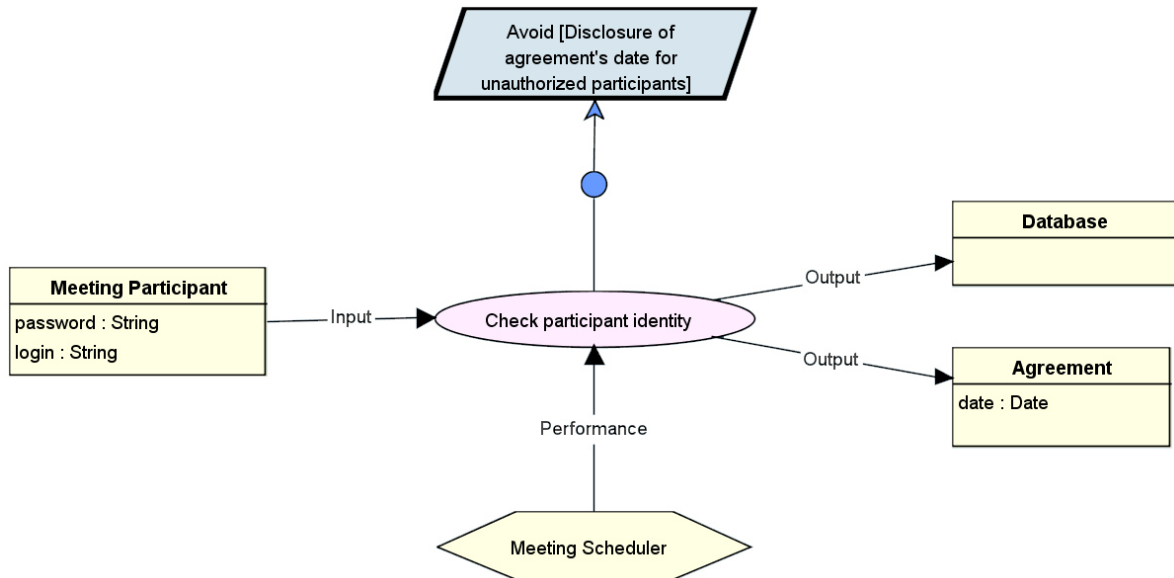 Avoid [Disclosure of
agreement's date for
unauthorized participants]
Database
Output
Meeting Participant
password : String
login : String
Input
Check participant identity
Output
Agreement
date : Date
Performance
Meeting Scheduler